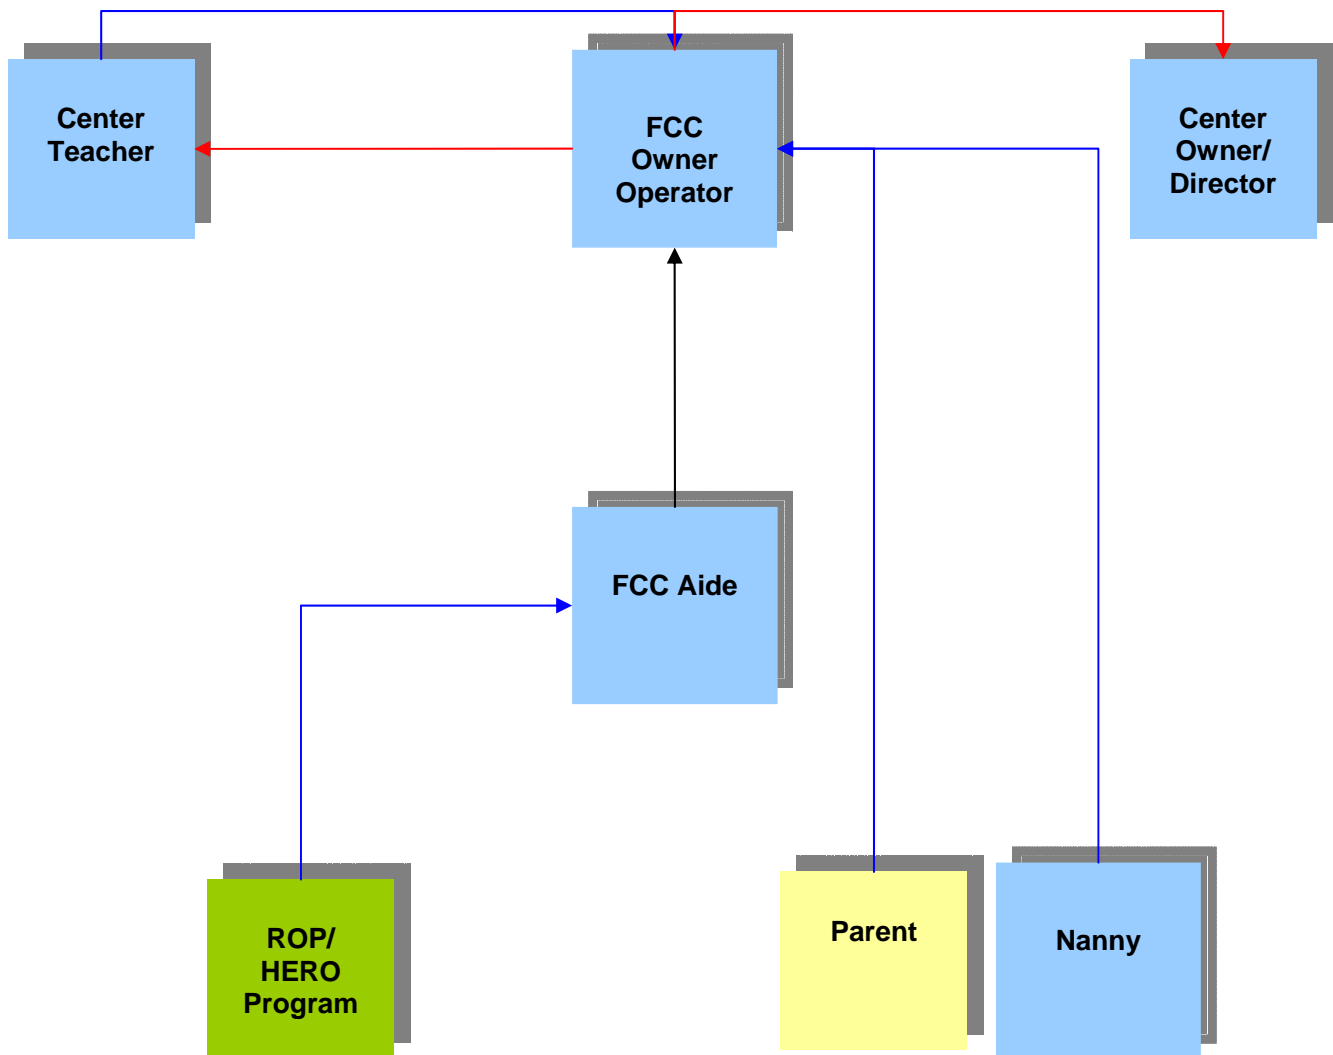 Center
Teacher
FCC
Owner
Operator
Center
Owner/
Director
FCC Aide
ROP/
HERO
Program
Parent
Nanny